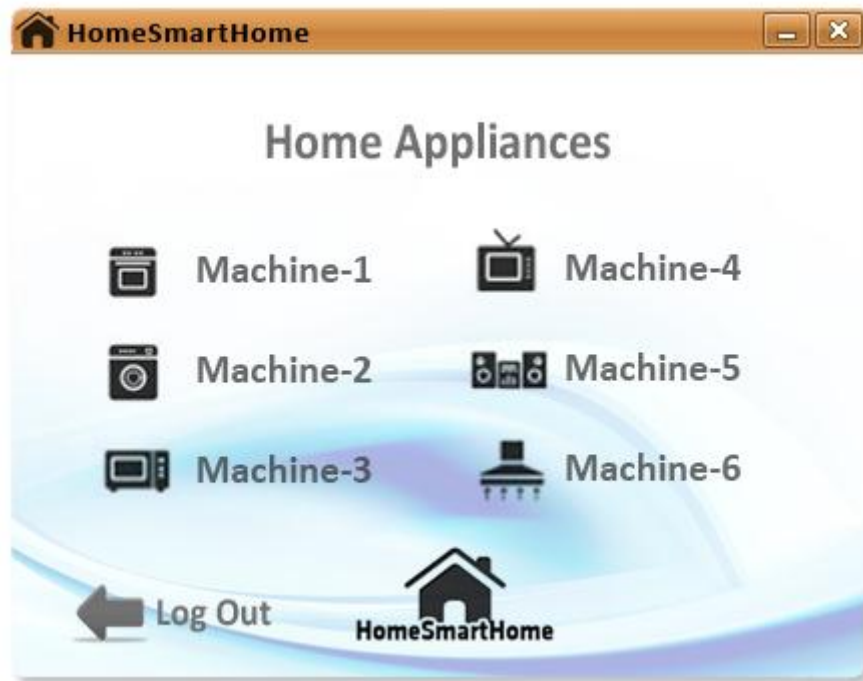 HomeSmartHome
Home Appliances
Machine-1
Machine-4
Machine-2
Machine-5
Machine-3
Machine-6
Log Out
HomeSmartHome